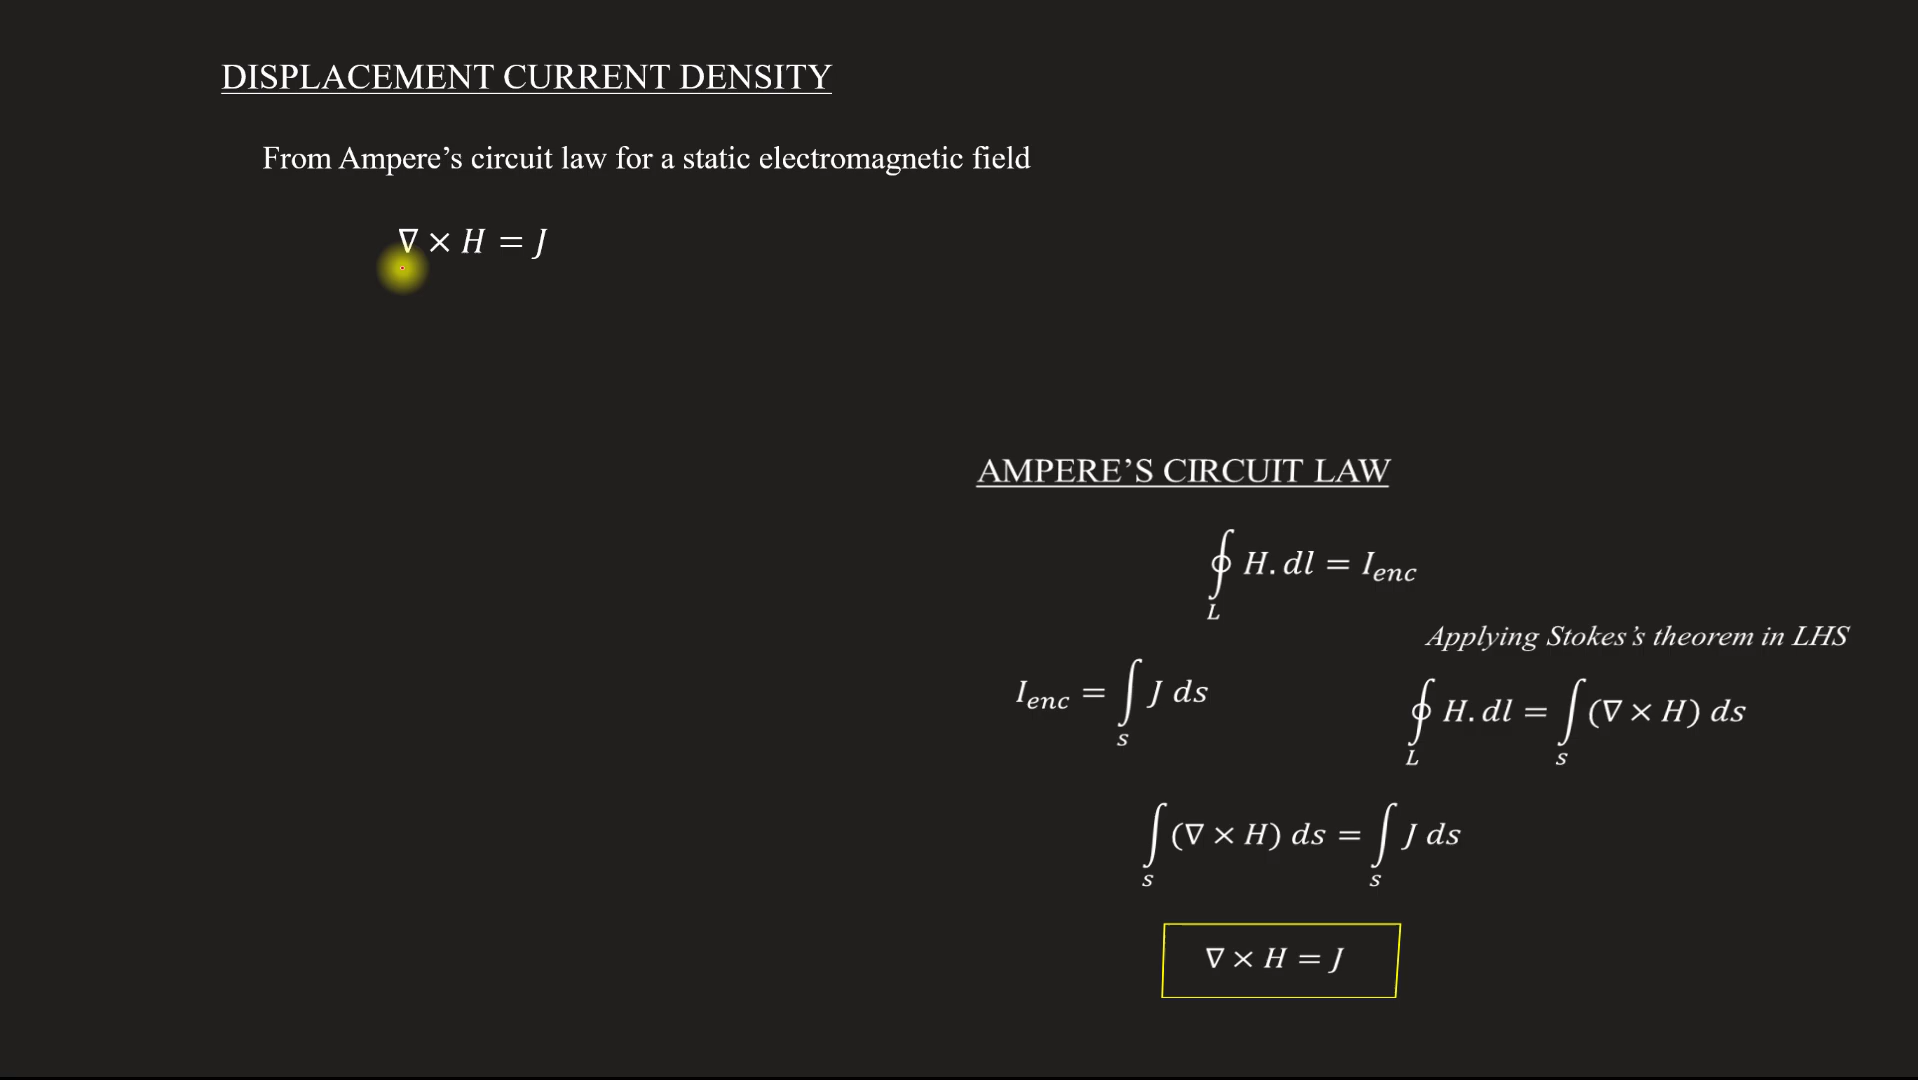 DISPLACEMENT CURRENT DENSITY
From Ampere’s circuit law for a static electromagnetic field
∇ × H = J
AMPERE’S CIRCUIT LAW
∮_L H. dl = I_enc
Applying Stokes’s theorem in LHS
I_enc = ∫_s J ds
∮_L H. dl = ∫_s (∇ × H) ds
∫_s (∇ × H) ds = ∫_s J ds
∇ × H = J